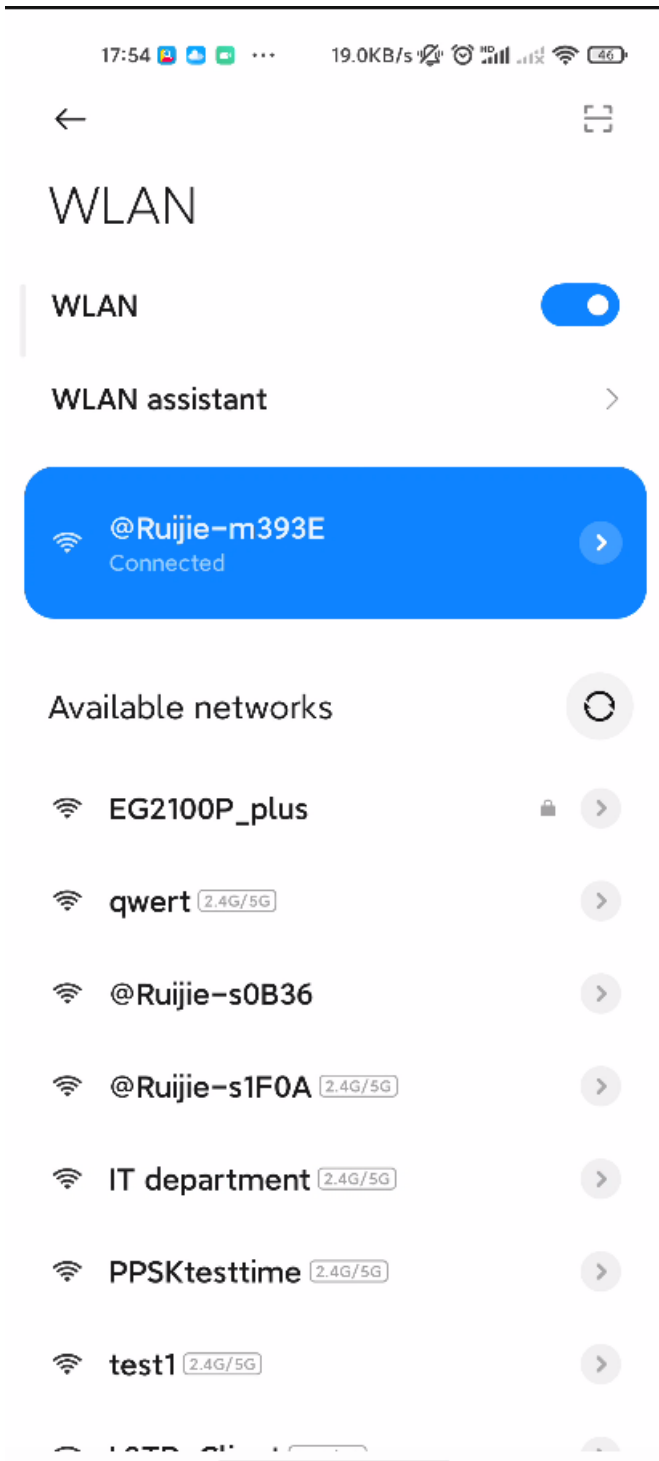 17:54 ... 19.0KB/s HD 46
WLAN
WLAN
WLAN assistant
@Ruijie-m393E
Connected
Available networks
EG2100P_plus
qwert 2.4G/5G
@Ruijie-s0B36
@Ruijie-s1F0A 2.4G/5G
IT department 2.4G/5G
PPSKtesttime 2.4G/5G
test1 2.4G/5G